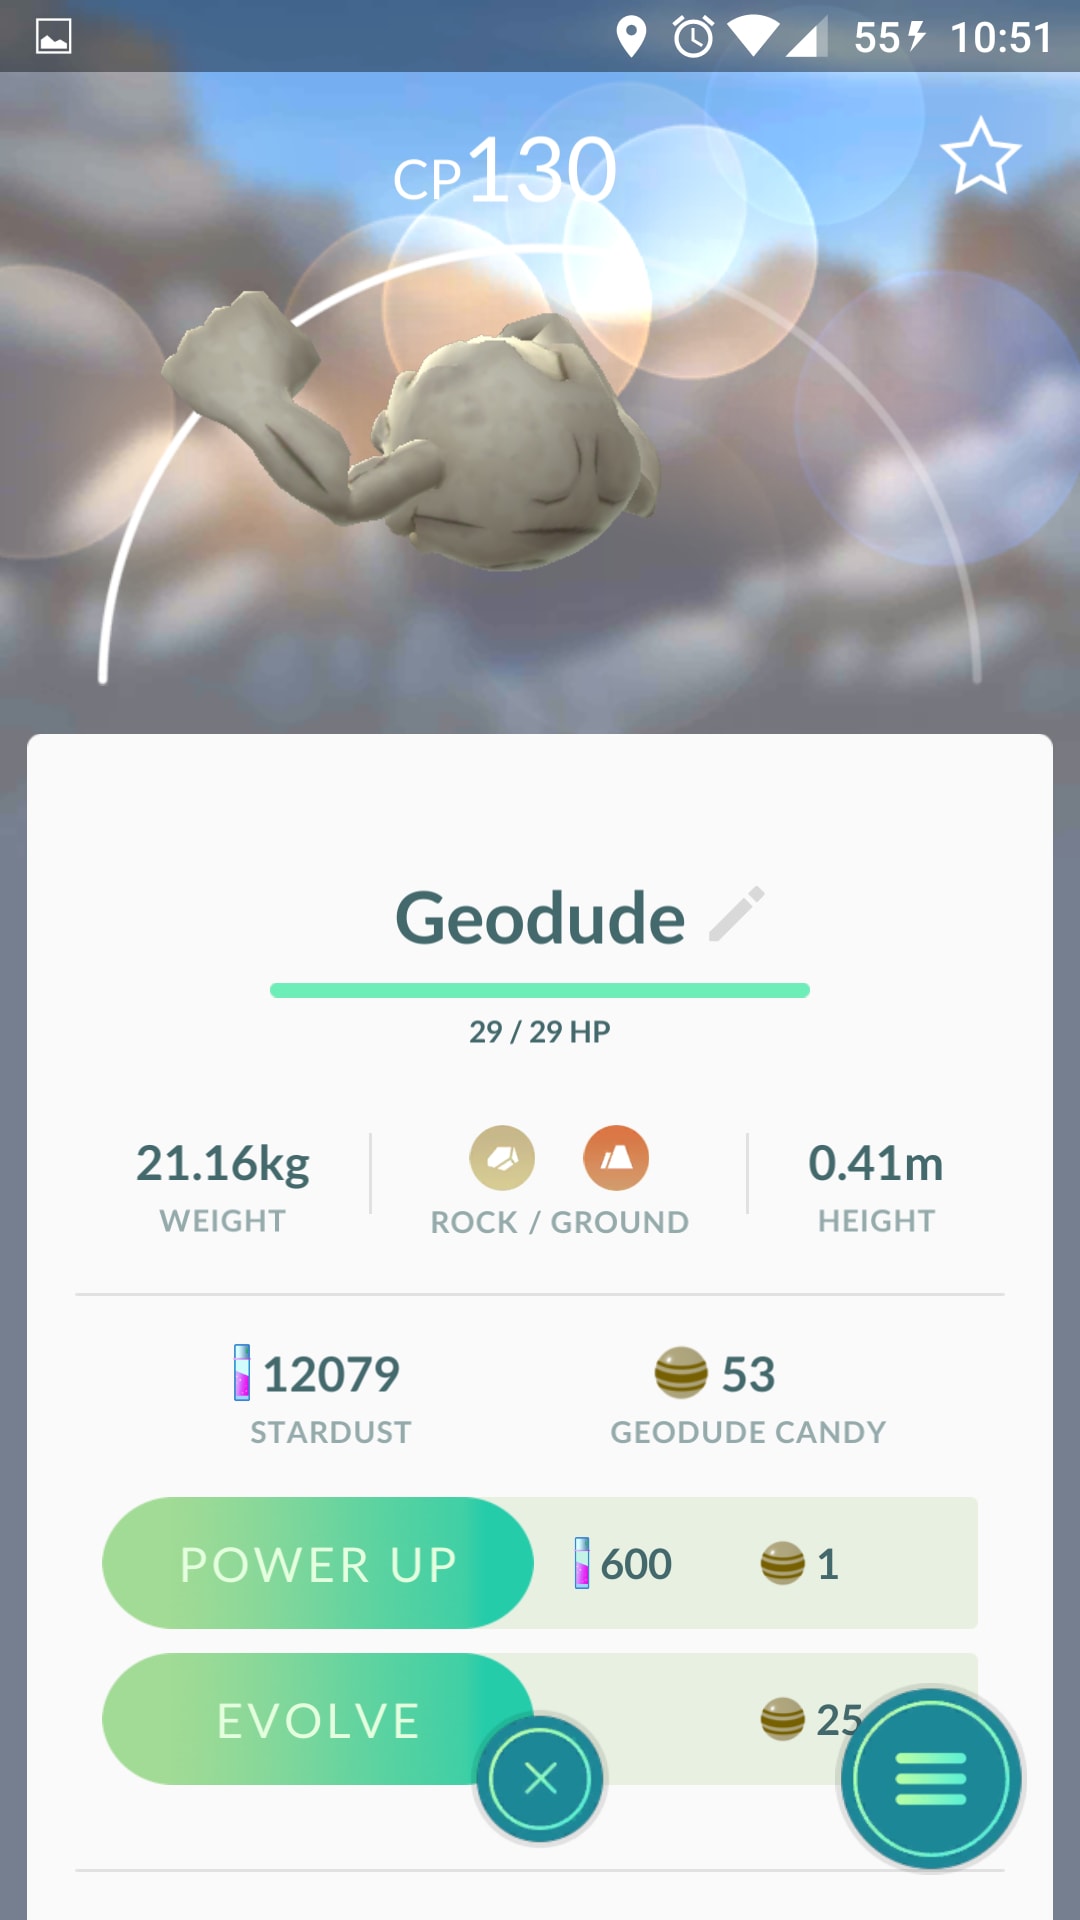 55 10:51
CP130
Geodude
29 / 29 HP
21.16kg
WEIGHT
ROCK / GROUND
0.41m
HEIGHT
12079
STARDUST
53
GEODUDE CANDY
POWER UP 600 1
EVOLVE 25